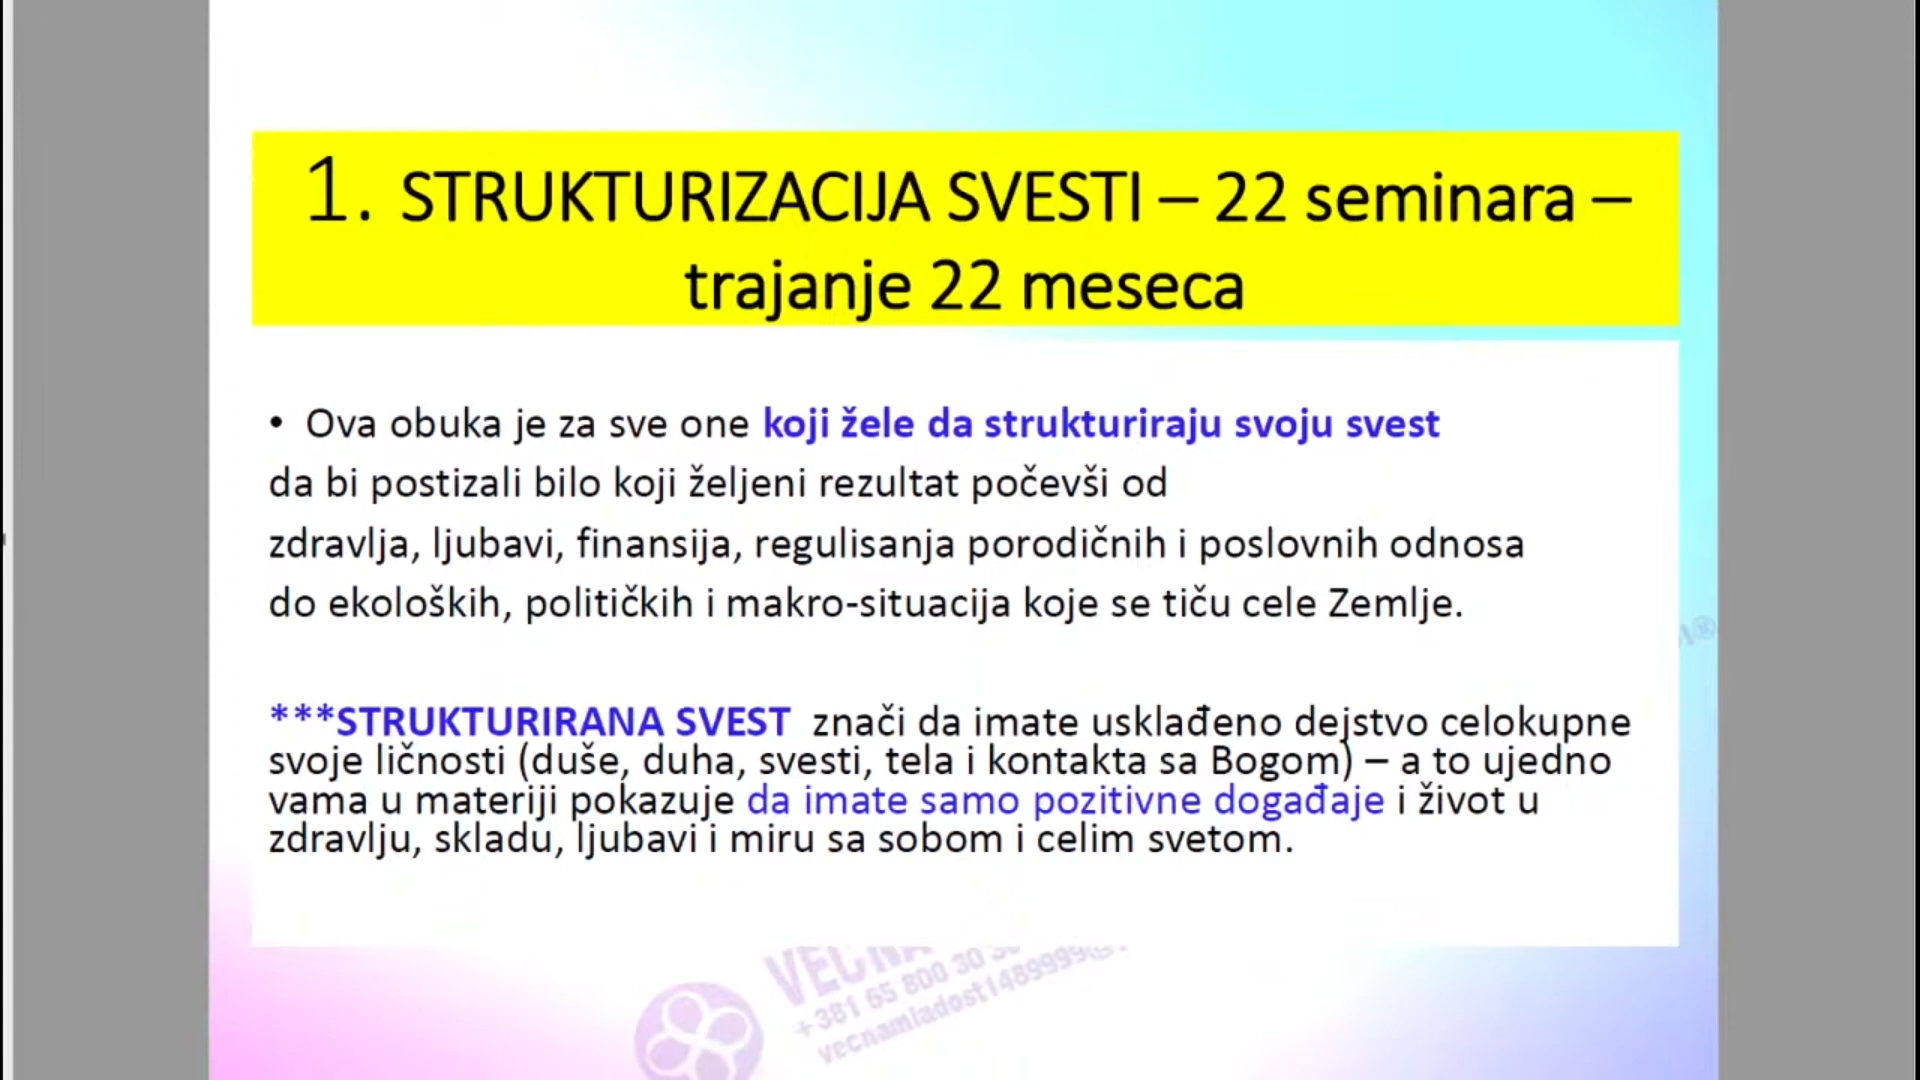 1. STRUKTURIZACIJA SVESTI – 22 seminara –
trajanje 22 meseca
• Ova obuka je za sve one koji žele da strukturiraju svoju svest
da bi postizali bilo koji željeni rezultat počevši od
zdravlja, ljubavi, finansija, regulisanja porodičnih i poslovnih odnosa
do ekoloških, političkih i makro-situacija koje se tiču cele Zemlje.
***STRUKTURIRANA SVEST znači da imate usklađeno dejstvo celokupne
svoje ličnosti (duše, duha, svesti, tela i kontakta sa Bogom) – a to ujedno
vama u materiji pokazuje da imate samo pozitivne događaje i život u
zdravlju, skladu, ljubavi i miru sa sobom i celim svetom.
+381 65 800 30